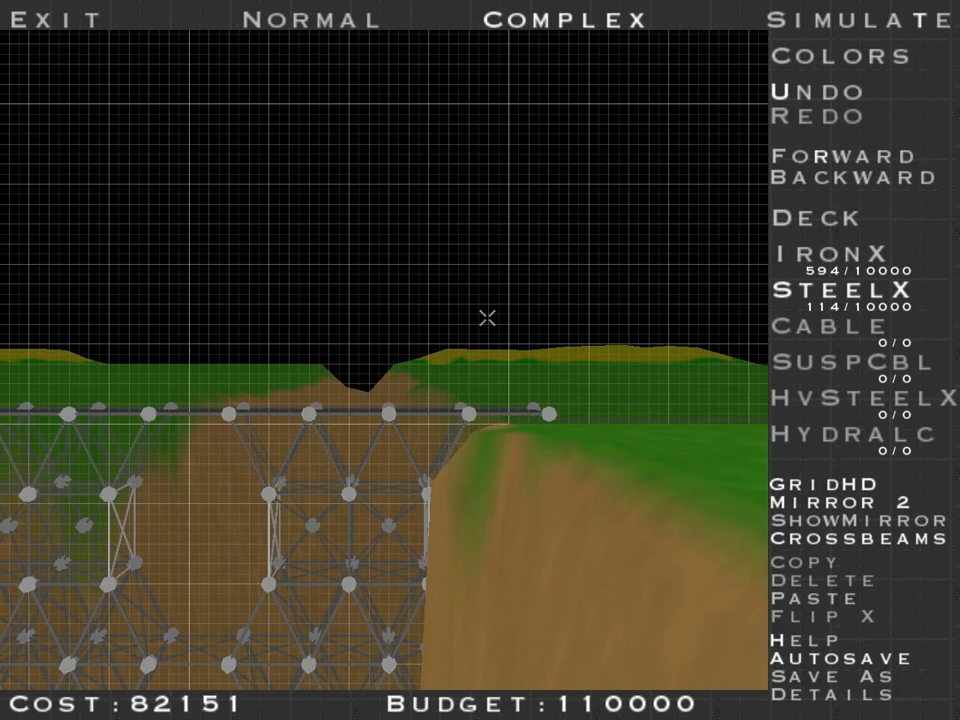 Exit Normal Complex Simulate
Colors
Undo
Redo
Forward
Backward
Deck
IronX
594/10000
SteelX
114/10000
Cable
0/0
SuspCbl
0/0
HvSteelX
0/0
Hydralc
0/0
GridHD
Mirror 2
ShowMirror
Crossbeams
Copy
Delete
Paste
Flip X
Help
Autosave
Save As
Details
Cost:82151 Budget:110000